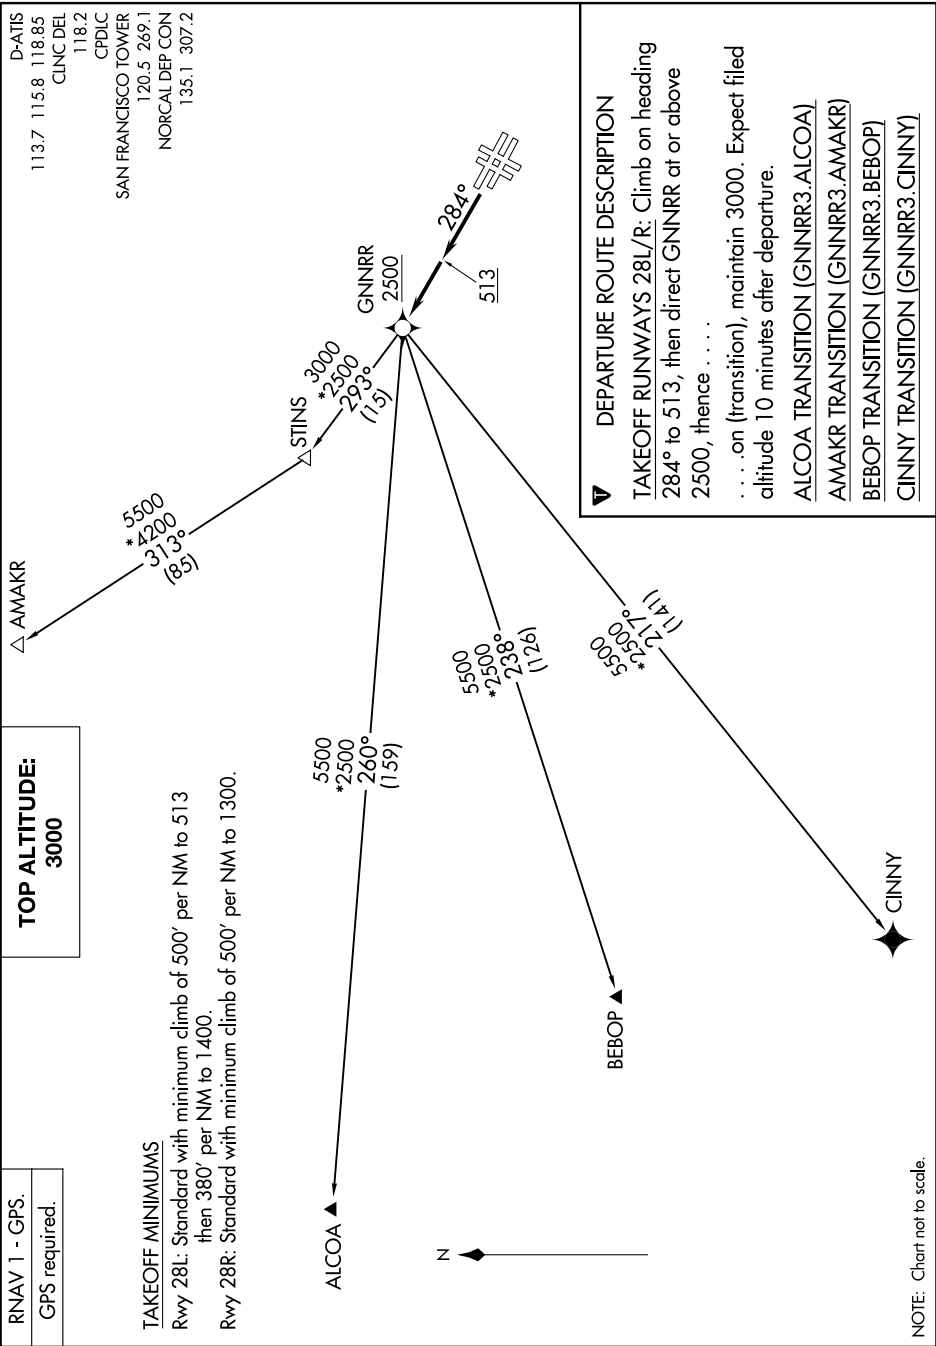 RNAV 1 - GPS.
GPS required.
TOP ALTITUDE:
3000
D-ATIS
113.7 115.8 118.85
CLNC DEL
118.2
CPDLC
SAN FRANCISCO TOWER
120.5 269.1
NORCAL DEP CON
135.1 307.2
TAKEOFF MINIMUMS
Rwy 28L: Standard with minimum climb of 500' per NM to 513
then 380' per NM to 1400.
Rwy 28R: Standard with minimum climb of 500' per NM to 1300.
AMAKR
5500
*4200
313°
(85)
STINS
3000
*2500
293°
(15)
GNNRR
2500
284°
513
5500
*2500
260°
(159)
ALCOA
5500
*2500
238°
(126)
BEBOP
5500
*2500
217°
(141)
CINNY
N
NOTE: Chart not to scale.
T
DEPARTURE ROUTE DESCRIPTION
TAKEOFF RUNWAYS 28L/R: Climb on heading
284° to 513, then direct GNNRR at or above
2500, thence . . . .
. . . .on (transition), maintain 3000. Expect filed
altitude 10 minutes after departure.
ALCOA TRANSITION (GNNRR3.ALCOA)
AMAKR TRANSITION (GNNRR3.AMAKR)
BEBOP TRANSITION (GNNRR3.BEBOP)
CINNY TRANSITION (GNNRR3.CINNY)